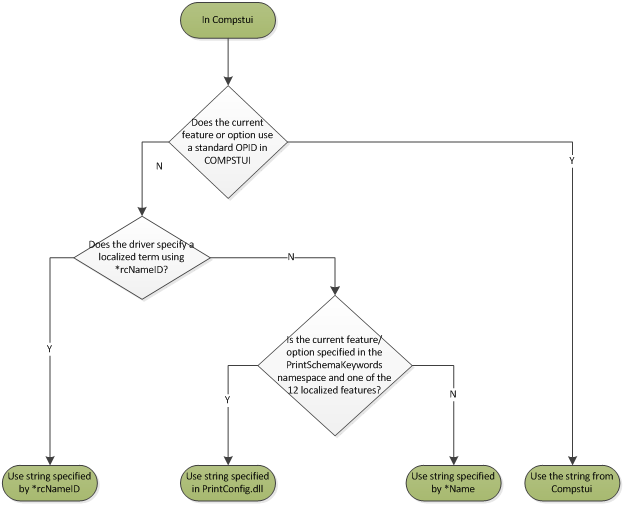 In Compstui
Does the current
feature or option use
a standard OPID in
COMPSTUI
N
Y
Does the driver specify a
localized term using
*rcNameID?
N
Y
Is the current feature/
option specified in the
PrintSchemaKeywords
namespace and one of the
12 localized features?
Y
N
Use string specified
by *rcNameID
Use string specified
in PrintConfig.dll
Use string specified
by *Name
Use the string from
Compstui